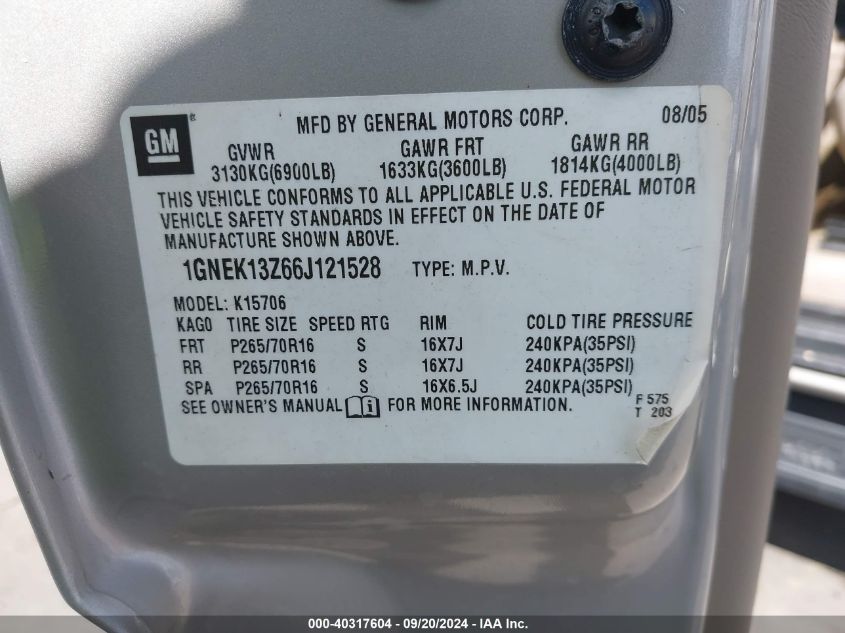 GM
MFD BY GENERAL MOTORS CORP. 08/05
GVWR GAWR FRT GAWR RR
3130KG(6900LB) 1633KG(3600LB) 1814KG(4000LB)
THIS VEHICLE CONFORMS TO ALL APPLICABLE U.S. FEDERAL MOTOR
VEHICLE SAFETY STANDARDS IN EFFECT ON THE DATE OF
MANUFACTURE SHOWN ABOVE.
1GNEK13Z66J121528 TYPE: M.P.V.
MODEL: K15706
KAGO TIRE SIZE SPEED RTG RIM COLD TIRE PRESSURE
FRT P265/70R16 S 16X7J 240KPA(35PSI)
RR P265/70R16 S 16X7J 240KPA(35PSI)
SPA P265/70R16 S 16X6.5J 240KPA(35PSI)
SEE OWNER'S MANUAL i FOR MORE INFORMATION.
F 575
T 203
000-40317604 - 09/20/2024 - IAA Inc.